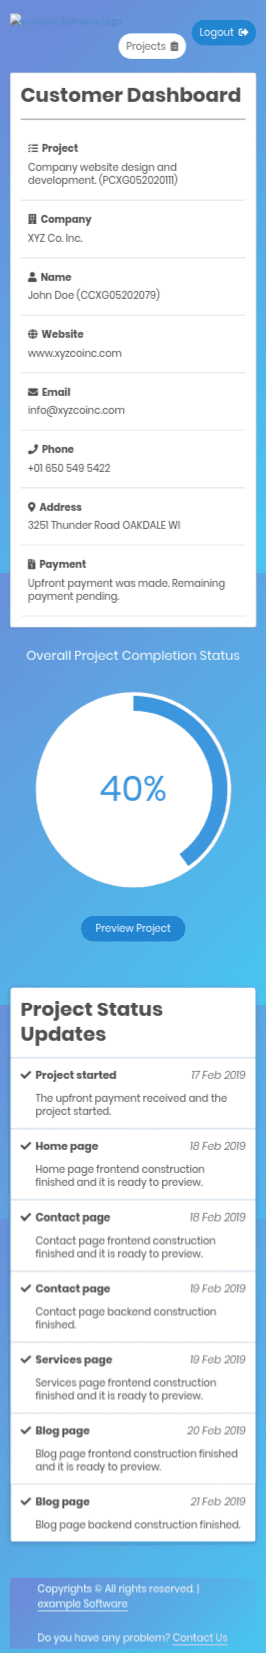 example Software Logo
Logout
Projects
Customer Dashboard
Project
Company website design and
development. (PCXG052020111)
Company
XYZ Co. Inc.
Name
John Doe (CCXG05202079)
Website
www.xyzcoinc.com
Email
info@xyzcoinc.com
Phone
+01 650 549 5422
Address
3251 Thunder Road OAKDALE WI
Payment
Upfront payment was made. Remaining
payment pending.
Overall Project Completion Status
40%
Preview Project
Project Status
Updates
Project started 17 Feb 2019
The upfront payment received and the
project started.
Home page 18 Feb 2019
Home page frontend construction
finished and it is ready to preview.
Contact page 18 Feb 2019
Contact page frontend construction
finished and it is ready to preview.
Contact page 19 Feb 2019
Contact page backend construction
finished.
Services page 19 Feb 2019
Services page frontend construction
finished and it is ready to preview.
Blog page 20 Feb 2019
Blog page frontend construction finished
and it is ready to preview.
Blog page 21 Feb 2019
Blog page backend construction finished.
Copyrights © All rights reserved. |
example Software
Do you have any problem? Contact Us